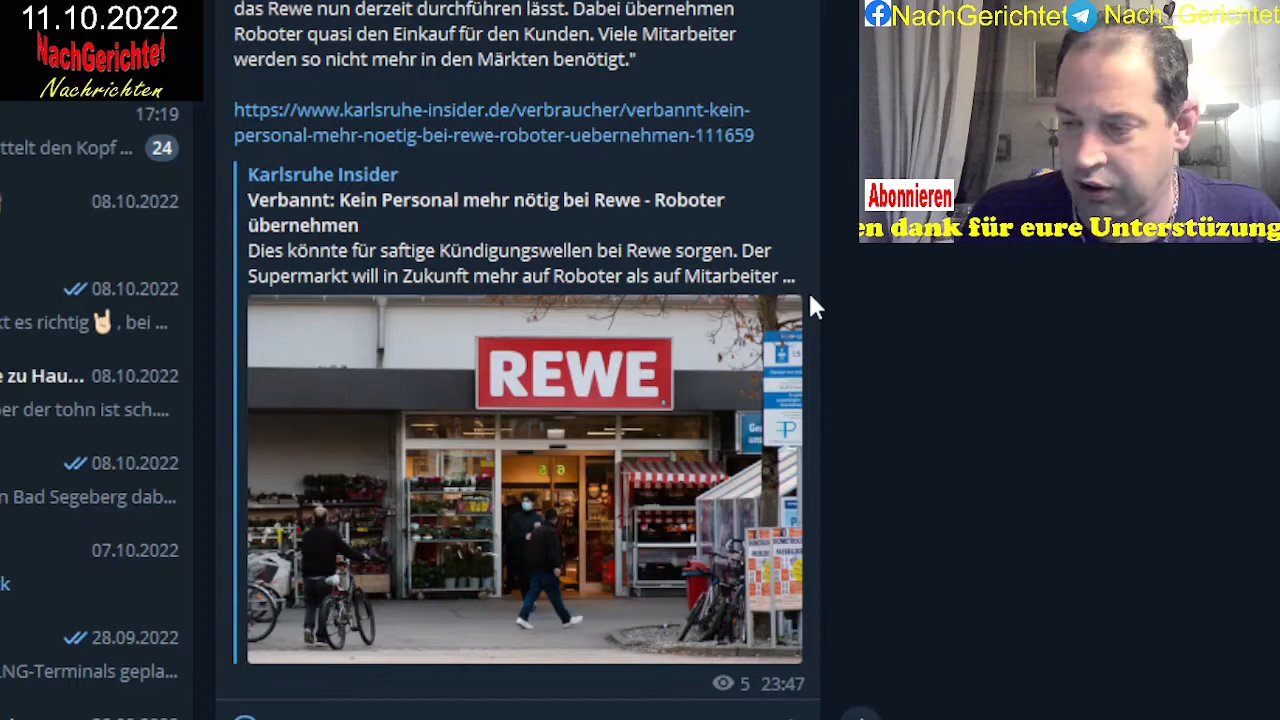 11.10.2022
NachGerichtet
Nachrichten
17:19
ttelt den Kopf ... 24
08.10.2022
08.10.2022
kt es richtig🤘🏻, bei ...
e zu Hau... 08.10.2022
er der tohn ist sch....
08.10.2022
n Bad Segeberg dab...
07.10.2022
k
28.09.2022
LNG-Terminals gepla...
das Rewe nun derzeit durchführen lässt. Dabei übernehmen
Roboter quasi den Einkauf für den Kunden. Viele Mitarbeiter
werden so nicht mehr in den Märkten benötigt."
https://www.karlsruhe-insider.de/verbraucher/verbannt-kein-
personal-mehr-noetig-bei-rewe-roboter-uebernehmen-111659
Karlsruhe Insider
Verbannt: Kein Personal mehr nötig bei Rewe - Roboter
übernehmen
Dies könnte für saftige Kündigungswellen bei Rewe sorgen. Der
Supermarkt will in Zukunft mehr auf Roboter als auf Mitarbeiter ...
REWE
P
5 23:47
NachGerichtet Nach_Gerichtet
Abonnieren
en dank für eure Unterstüzung